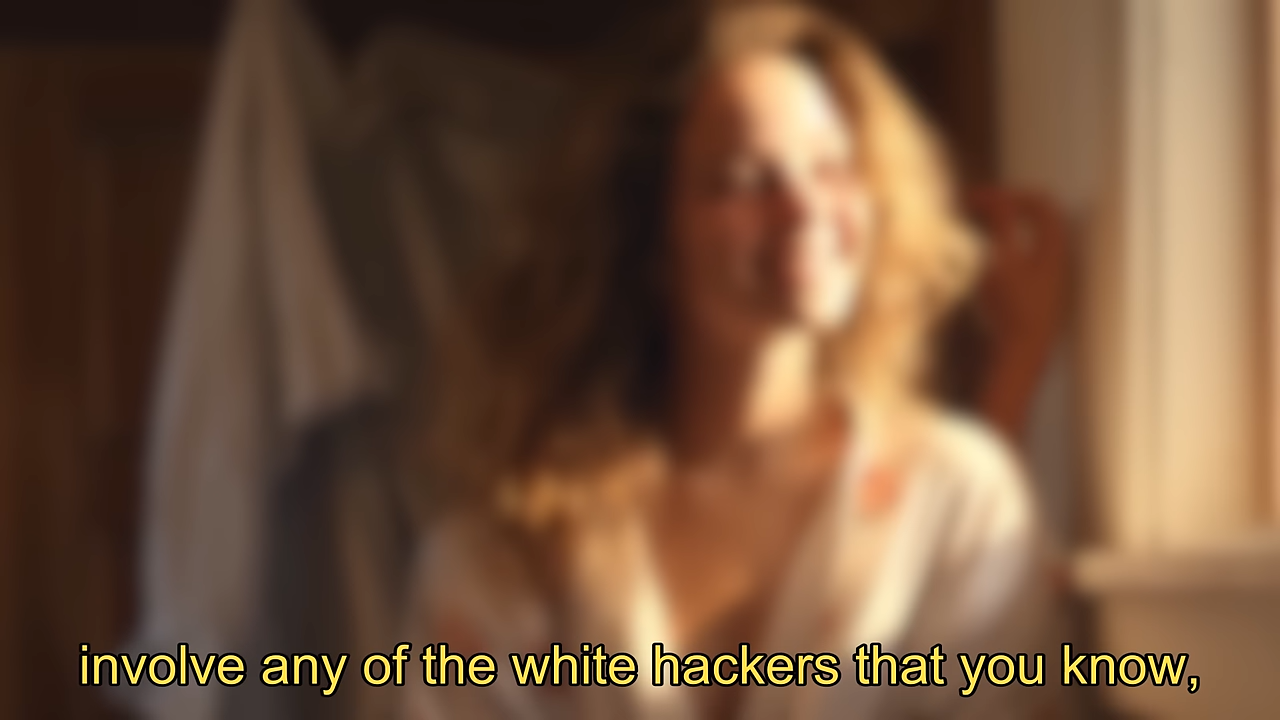 involve any of the white hackers that you know,